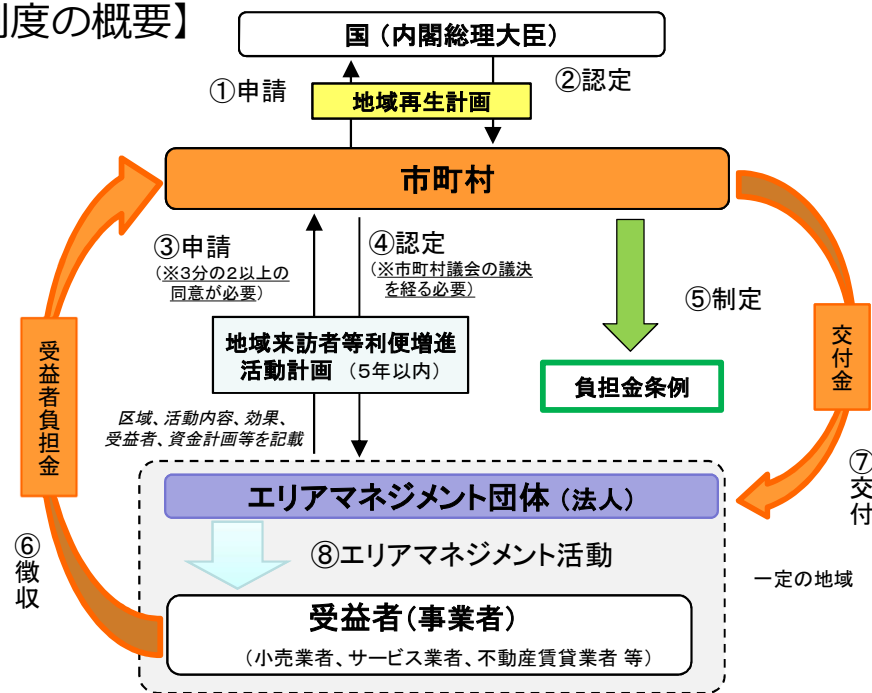 度の概要】
国（内閣総理大臣）
①申請
②認定
地域再生計画
市町村
③申請
（※3分の2以上の
同意が必要）
④認定
（※市町村議会の議決
を経る必要）
⑤制定
地域来訪者等利便増進
活動計画 （5年以内）
負担金条例
受益者負担金
交付金
区域、活動内容、効果、
受益者、資金計画等を記載
エリアマネジメント団体（法人）
⑦交付
⑥徴収
⑧エリアマネジメント活動
一定の地域
受益者（事業者）
（小売業者、サービス業者、不動産賃貸業者 等）